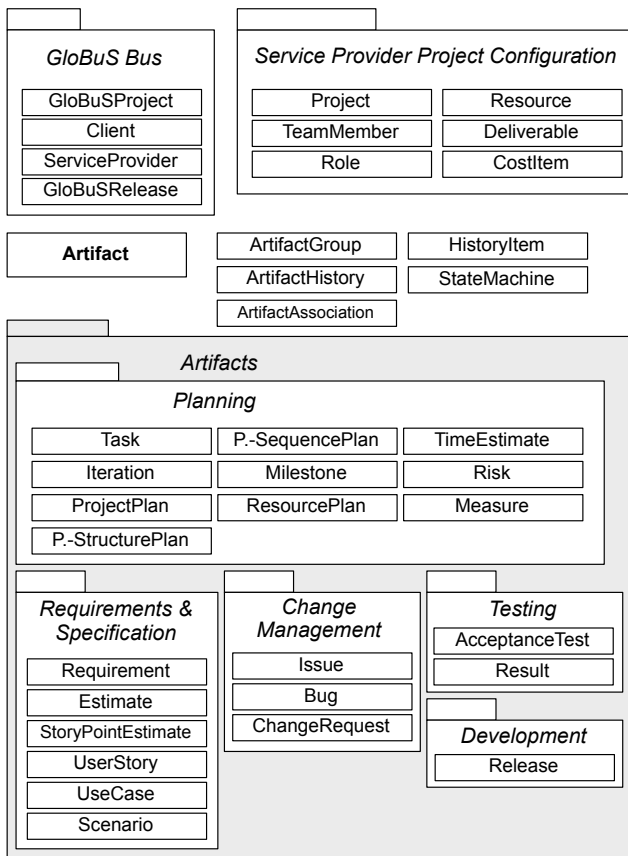 GloBuS Bus
GloBuSProject
Client
ServiceProvider
GloBuSRelease
Service Provider Project Configuration
Project
Resource
TeamMember
Deliverable
Role
CostItem
Artifact
ArtifactGroup
HistoryItem
ArtifactHistory
StateMachine
ArtifactAssociation
Artifacts
Planning
Task
P.-SequencePlan
TimeEstimate
Iteration
Milestone
Risk
ProjectPlan
ResourcePlan
Measure
P.-StructurePlan
Requirements &
Specification
Requirement
Estimate
StoryPointEstimate
UserStory
UseCase
Scenario
Change
Management
Issue
Bug
ChangeRequest
Testing
AcceptanceTest
Result
Development
Release